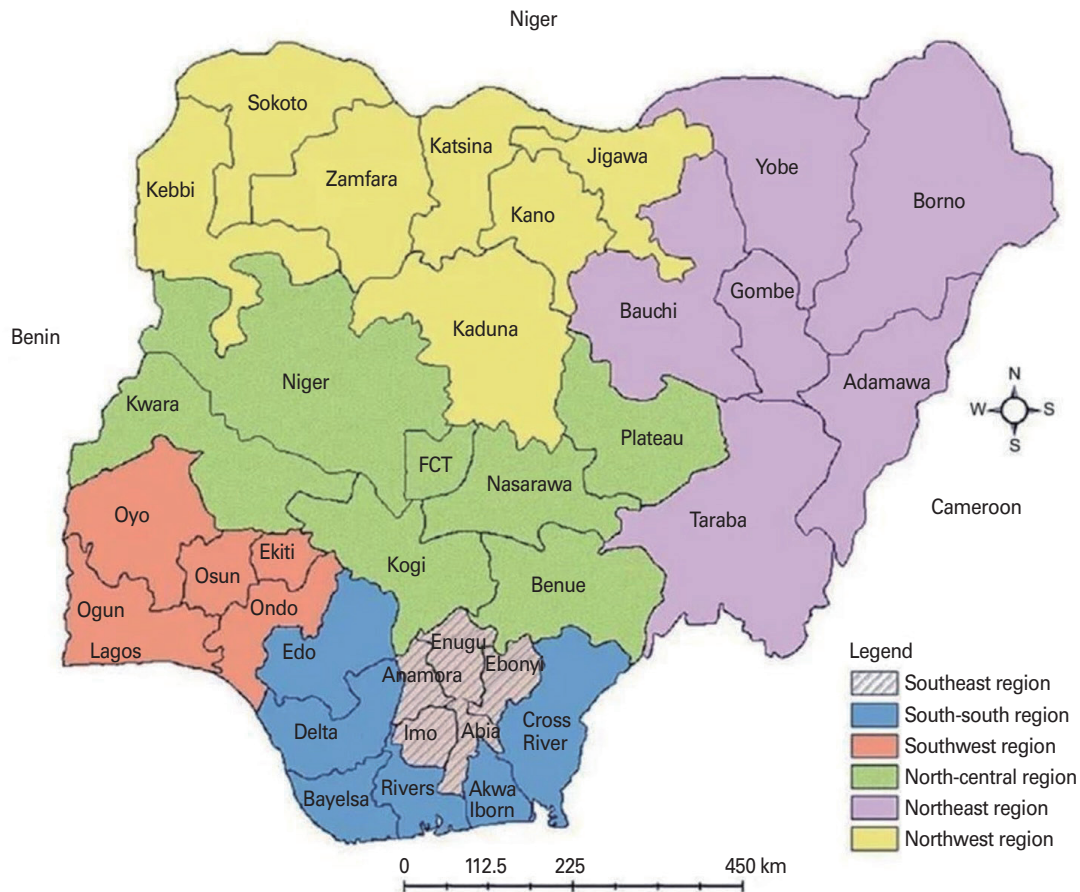 Niger
Sokoto
Katsina
Jigawa
Yobe
Kebbi
Zamfara
Kano
Borno
Gombe
Bauchi
Benin
Kaduna
Niger
Adamawa
N
W S
S
Kwara
Plateau
FCT
Nasarawa
Cameroon
Oyo
Taraba
Ekiti
Osun
Kogi
Benue
Ogun
Ondo
Lagos
Edo
Enugu
Ebonyi
Anamora
Delta
Imo
Abia
Cross
River
Bayelsa
Rivers
Akwa
Iborn
Legend
Southeast region
South-south region
Southwest region
North-central region
Northeast region
Northwest region
0 112.5 225 450 km